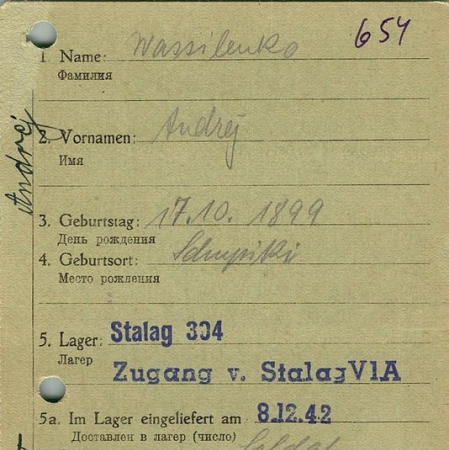 654
1. Name: Wassilenko
Фамилия
2. Vornamen: Andrej
Имя
Andrej
3. Geburtstag: 17.10. 1899
День рождения
4. Geburtsort:
Место рождения
5. Lager: Stalag 304
Лагер
Zugang v. Stalag VIA
5a. Im Lager eingeliefert am 8.12.42
Доставлен в лагер (число)